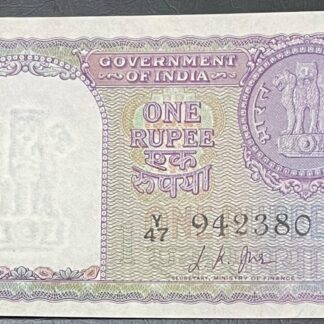 GOVERNMENT
OF INDIA
ONE
RUPEE
एक
रुपया
भारत
Y/47 942380
SECRETARY, MINISTRY OF FINANCE